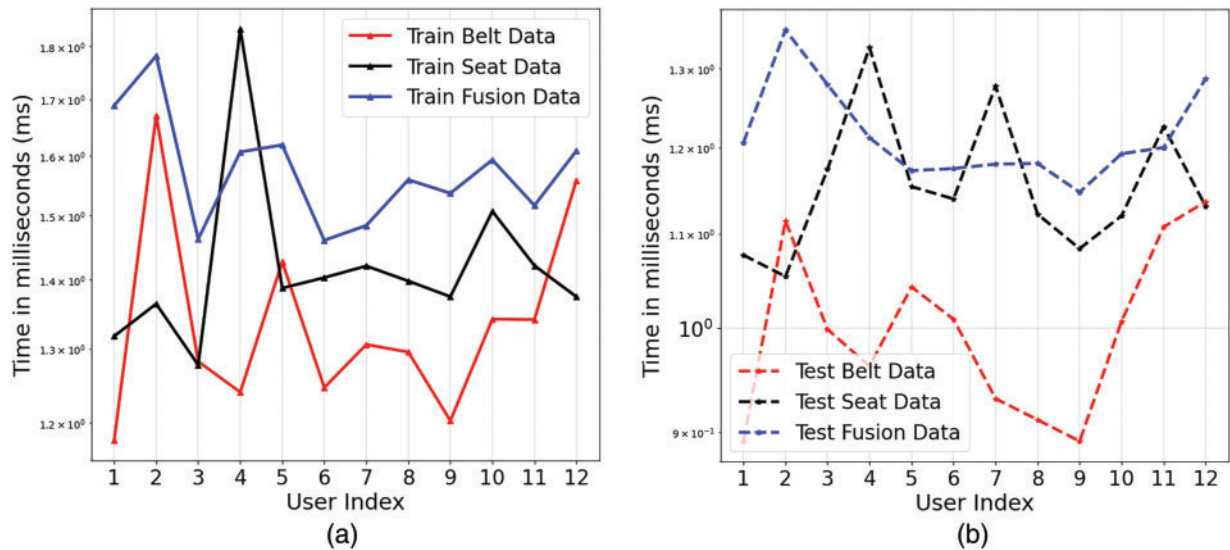 Time in milliseconds (ms)
1.8 × 10⁰
1.7 × 10⁰
1.6 × 10⁰
1.5 × 10⁰
1.4 × 10⁰
1.3 × 10⁰
1.2 × 10⁰
Train Belt Data
Train Seat Data
Train Fusion Data
1 2 3 4 5 6 7 8 9 10 11 12
User Index
(a)
Time in milliseconds (ms)
1.3 × 10⁰
1.2 × 10⁰
1.1 × 10⁰
10⁰
9 × 10⁻¹
Test Belt Data
Test Seat Data
Test Fusion Data
1 2 3 4 5 6 7 8 9 10 11 12
User Index
(b)